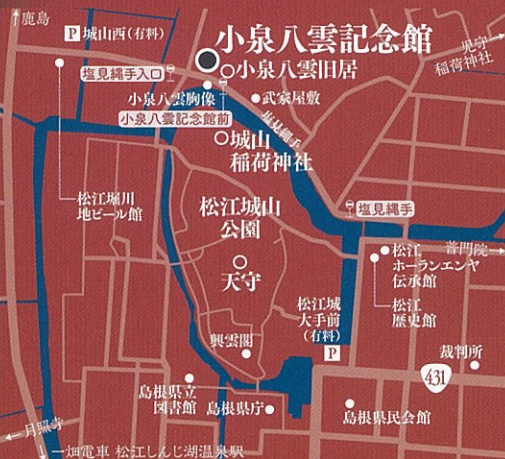 ↑鹿島
P 城山西(有料)
小泉八雲記念館
塩見縄手入口
小泉八雲旧居
児守
稲荷神社
小泉八雲胸像
武家屋敷
小泉八雲記念館前
塩見縄手
城山
稲荷神社
松江堀川
地ビール館
松江城山
公園
塩見縄手
天守
松江
ホーランエンヤ
伝承館
普門院→
松江
歴史館
松江城
大手前
(有料)
P
興雲閣
裁判所
431
島根県立
図書館
島根県庁
島根県民会館
←月照寺
↓一畑電車 松江しんじ湖温泉駅